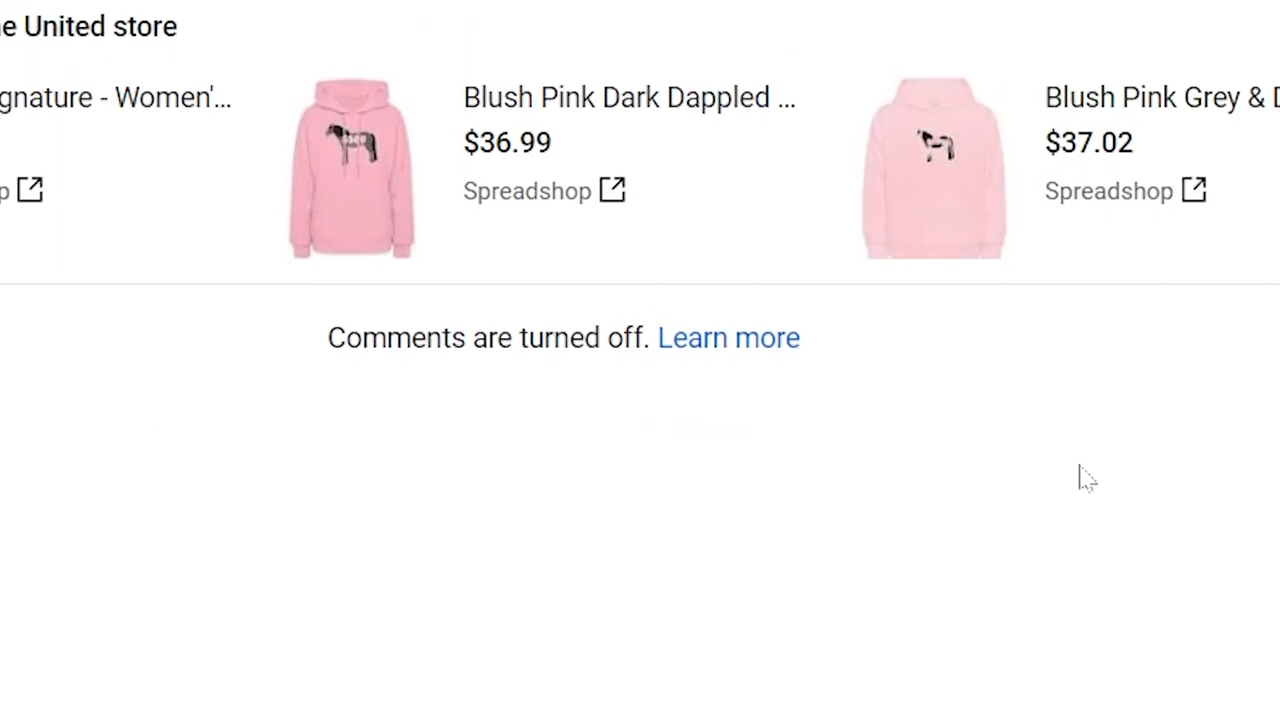 e United store
gnature - Women'...
p
Blush Pink Dark Dappled ...
$36.99
Spreadshop
Blush Pink Grey & D
$37.02
Spreadshop
Comments are turned off. Learn more